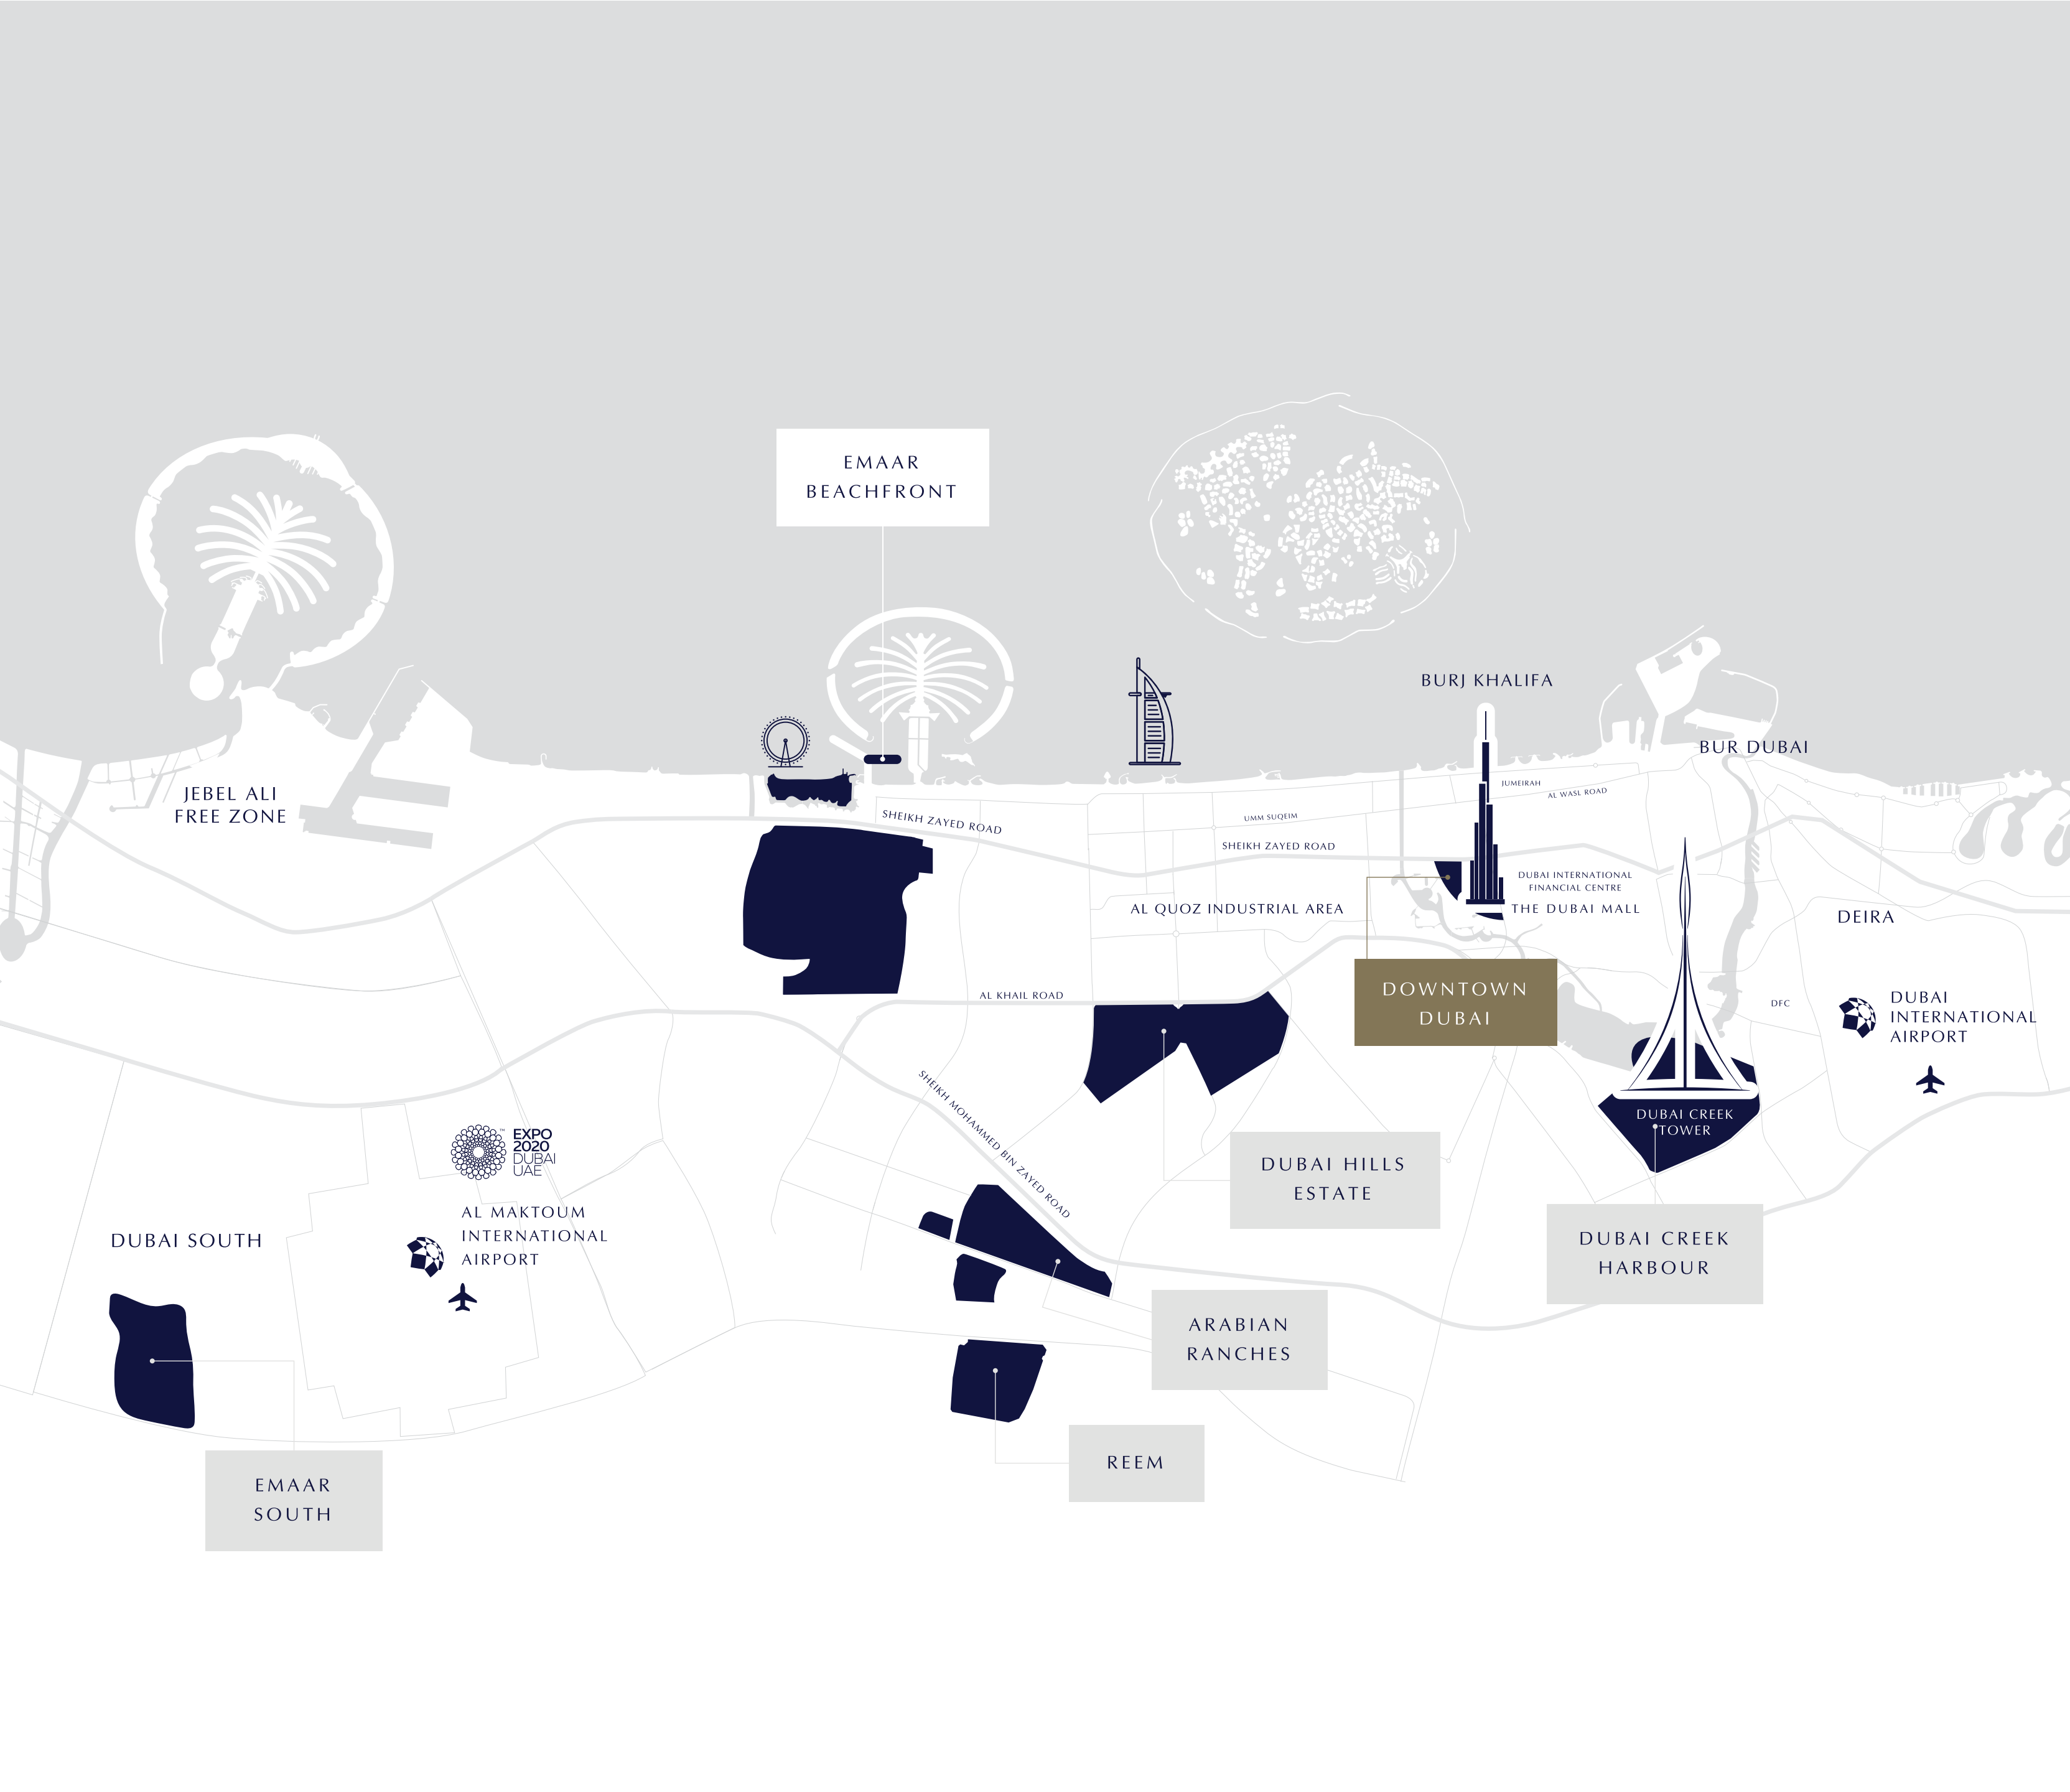 EMAAR
BEACHFRONT
BURJ KHALIFA
BUR DUBAI
JEBEL ALI
FREE ZONE
JUMEIRAH
AL WASL ROAD
SHEIKH ZAYED ROAD
UMM SUQEIM
SHEIKH ZAYED ROAD
DUBAI INTERNATIONAL
FINANCIAL CENTRE
AL QUOZ INDUSTRIAL AREA
THE DUBAI MALL
DEIRA
DOWNTOWN
DUBAI
AL KHAIL ROAD
DFC
DUBAI
INTERNATIONAL
AIRPORT
SHEIKH MOHAMMED BIN ZAYED ROAD
DUBAI CREEK
TOWER
EXPO
2020
DUBAI
UAE
™
DUBAI HILLS
ESTATE
AL MAKTOUM
INTERNATIONAL
AIRPORT
DUBAI SOUTH
DUBAI CREEK
HARBOUR
ARABIAN
RANCHES
REEM
EMAAR
SOUTH